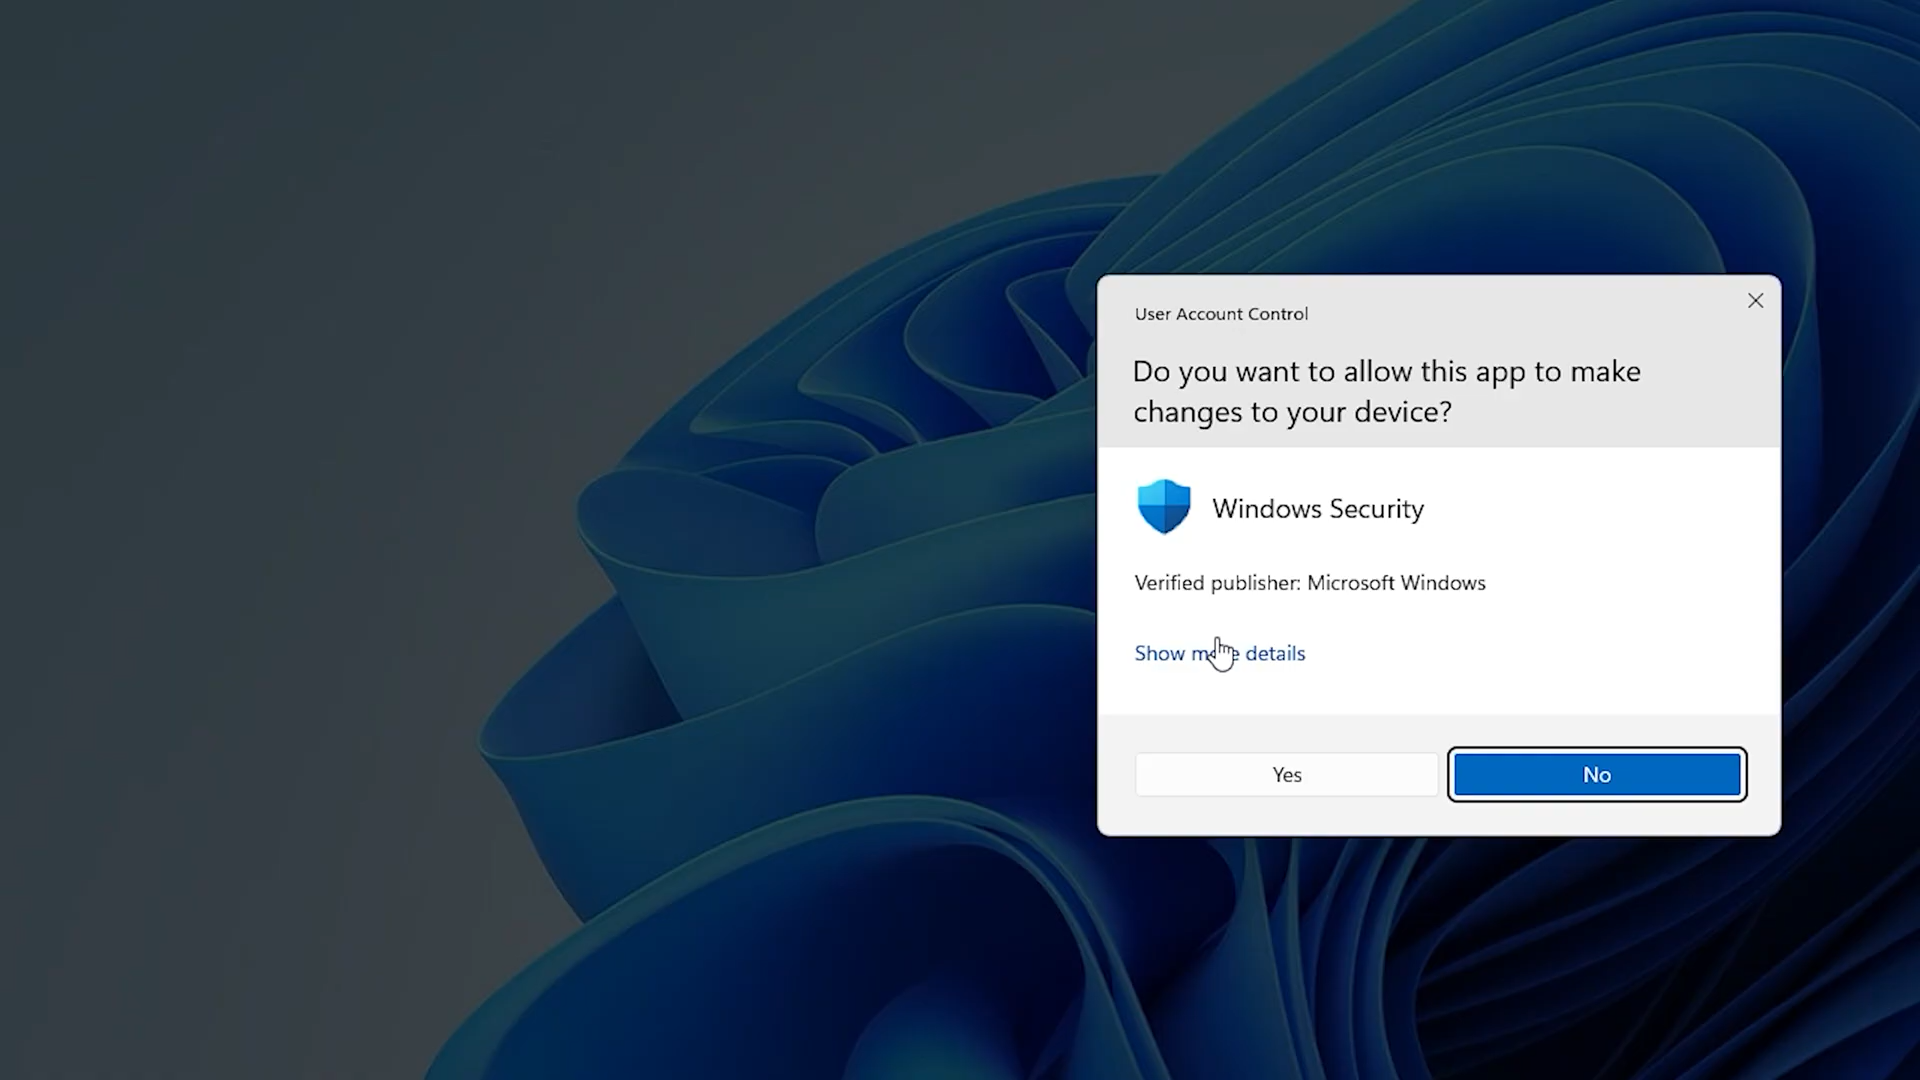 User Account Control
Do you want to allow this app to make
changes to your device?
Windows Security
Verified publisher: Microsoft Windows
Show more details
Yes
No